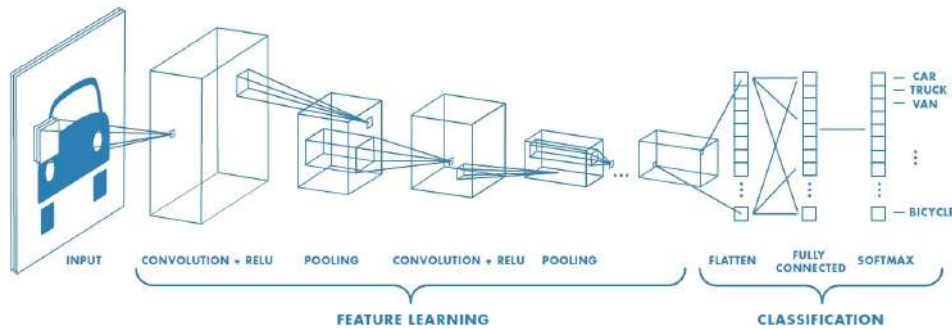 CAR
TRUCK
VAN
BICYCLE
INPUT
CONVOLUTION + RELU
POOLING
CONVOLUTION + RELU
POOLING
FLATTEN
FULLY
CONNECTED
SOFTMAX
FEATURE LEARNING
CLASSIFICATION